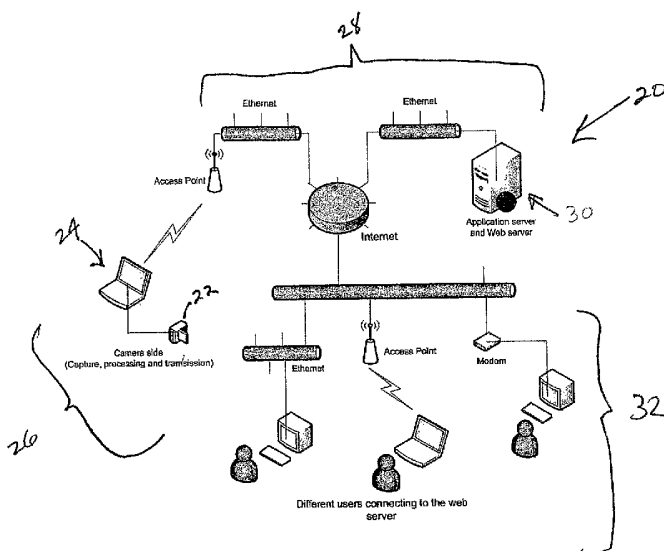 28
Ethernet
Ethernet
20
Access Point
30
Internet
Application server
and Web server
24
22
Camera side
(Capture, processing and transmission)
Ethernet
Access Point
Modem
26
32
Different users connecting to the web
server